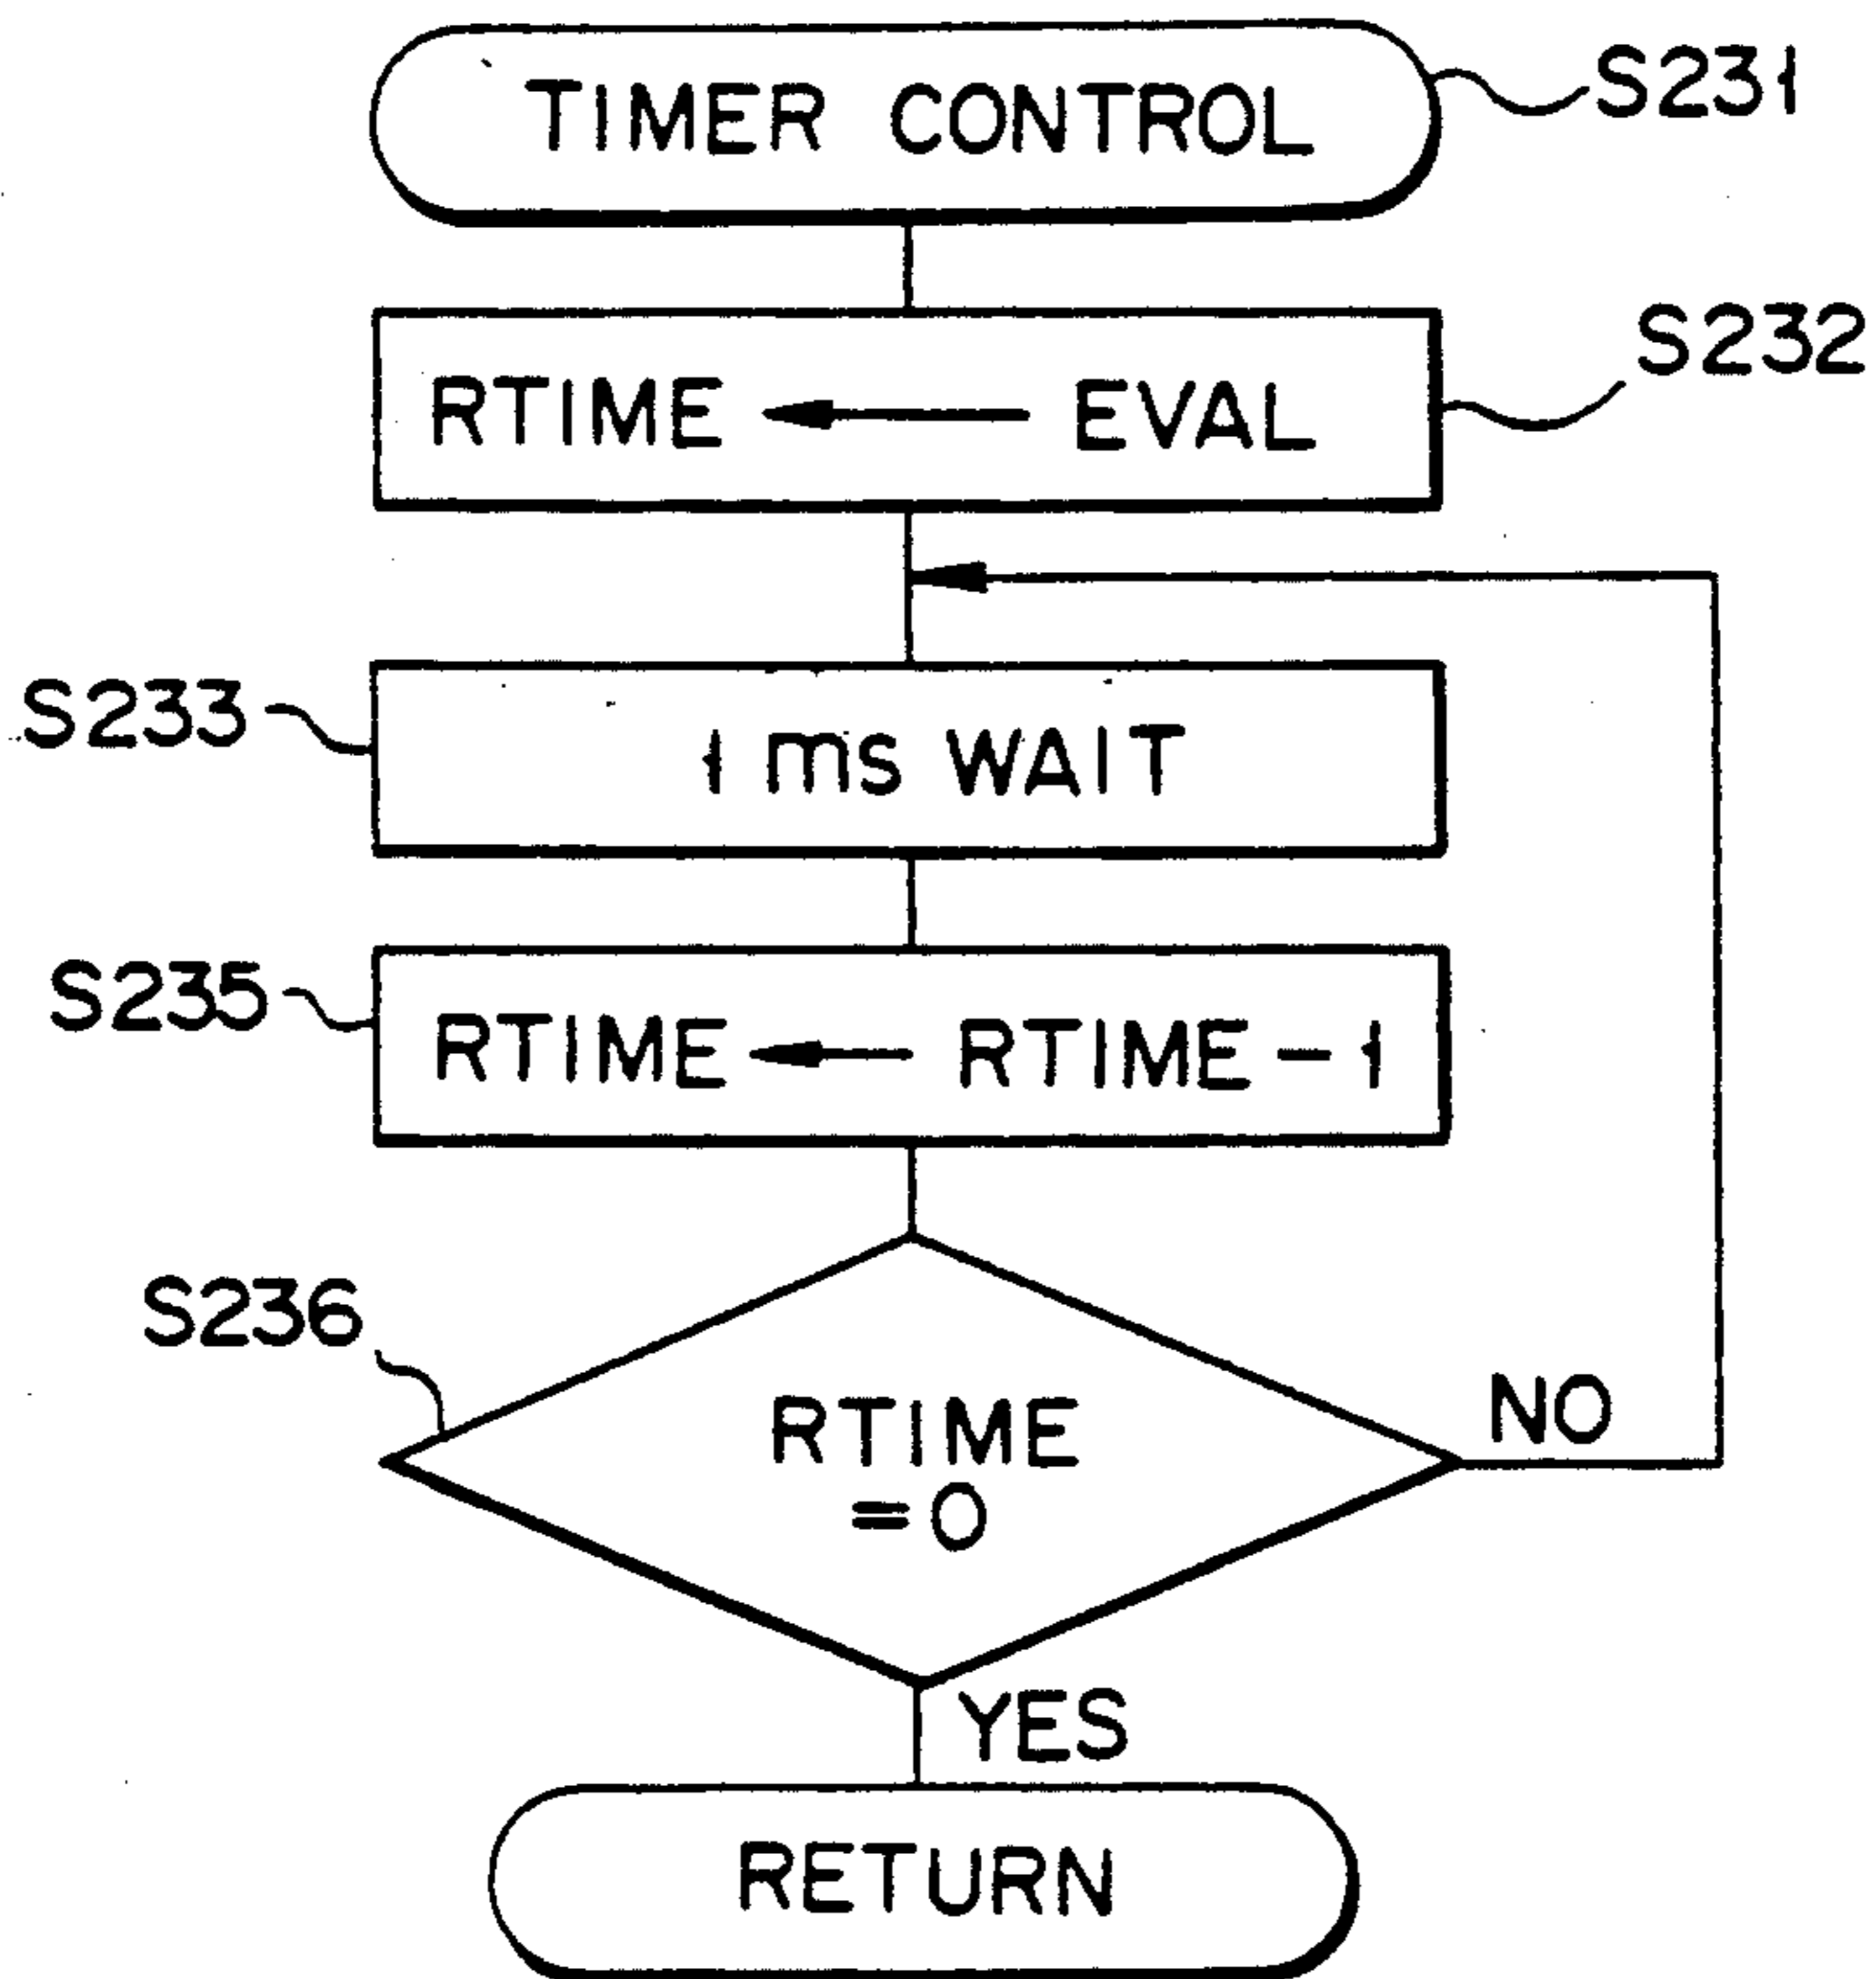 TIMER CONTROL
S231
RTIME ← EVAL
S232
S233
1 ms WAIT
S235
RTIME ← RTIME - 1
S236
RTIME
= 0
NO
YES
RETURN